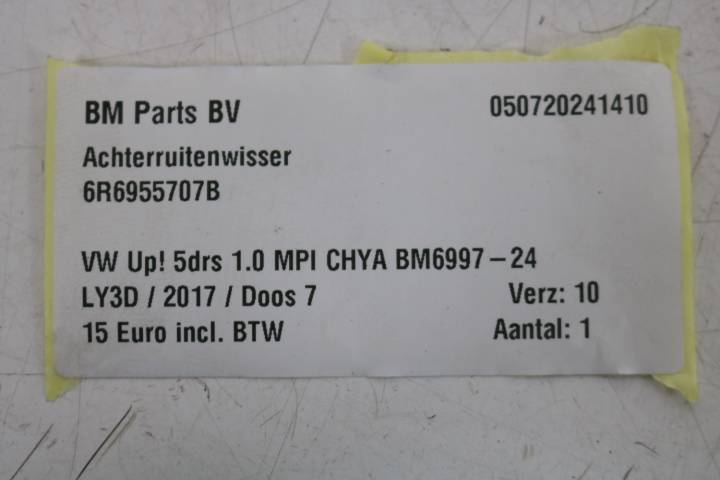 BM Parts BV 050720241410
Achterruitenwisser
6R6955707B
VW Up! 5drs 1.0 MPI CHYA BM6997-24
LY3D / 2017 / Doos 7 Verz: 10
15 Euro incl. BTW Aantal: 1